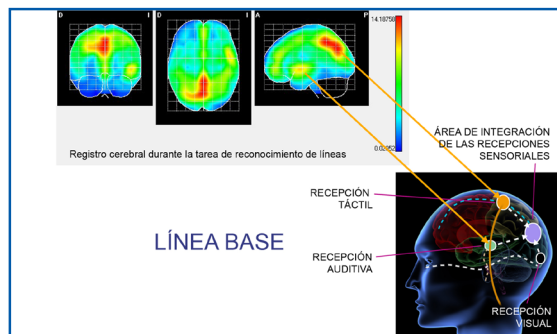 D I
D I
A P
14.18750
0.02952
Registro cerebral durante la tarea de reconocimiento de líneas
ÁREA DE INTEGRACIÓN
DE LAS RECEPCIONES
SENSORIALES
RECEPCIÓN
TÁCTIL
LÍNEA BASE
RECEPCIÓN
AUDITIVA
RECEPCIÓN
VISUAL